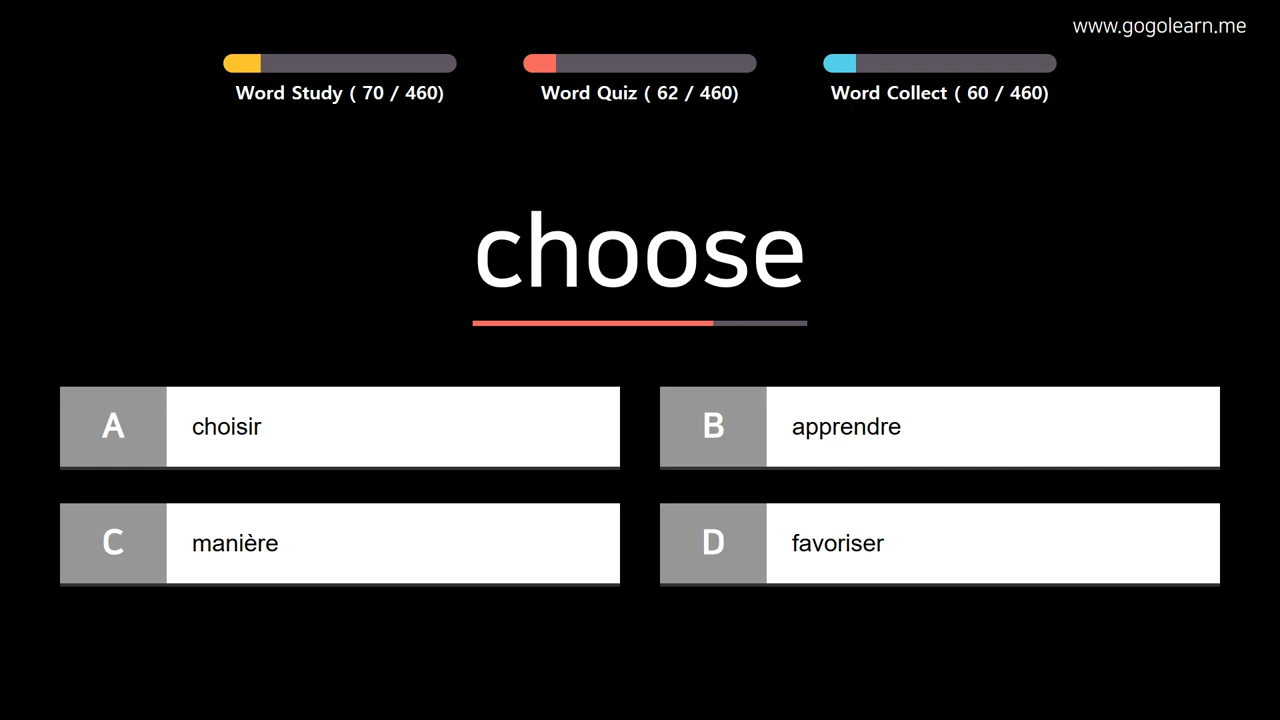 www.gogolearn.me
Word Study ( 70 / 460)
Word Quiz ( 62 / 460)
Word Collect ( 60 / 460)
choose
A choisir
B apprendre
C manière
D favoriser